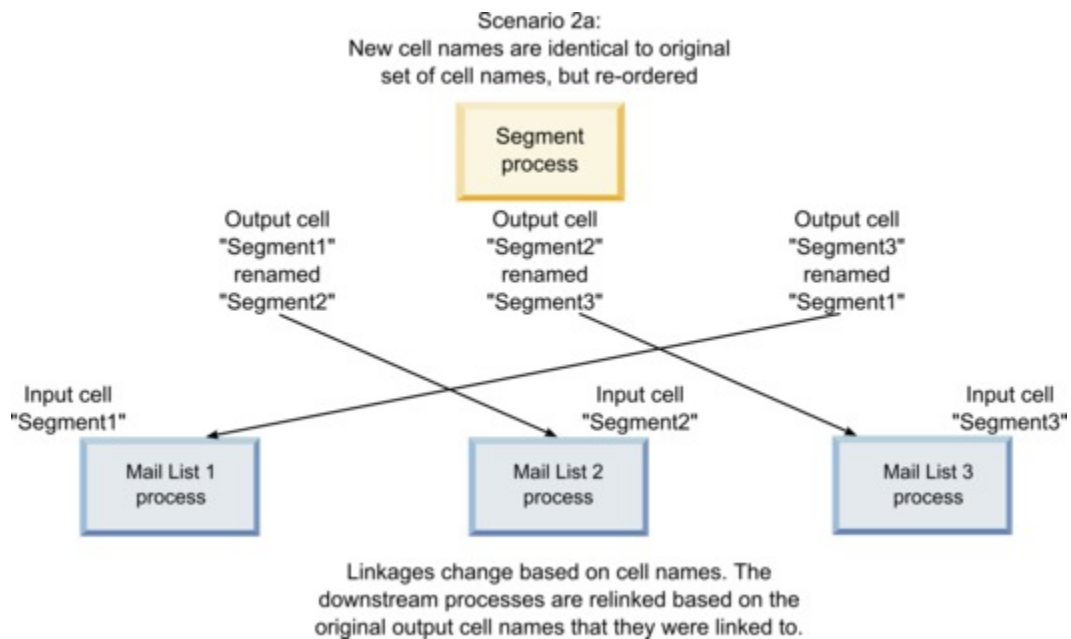 Scenario 2a:
New cell names are identical to original
set of cell names, but re-ordered
Segment
process
Output cell
"Segment1"
renamed
"Segment2"
Output cell
"Segment2"
renamed
"Segment3"
Output cell
"Segment3"
renamed
"Segment1"
Input cell
"Segment1"
Input cell
"Segment2"
Input cell
"Segment3"
Mail List 1
process
Mail List 2
process
Mail List 3
process
Linkages change based on cell names. The
downstream processes are relinked based on the
original output cell names that they were linked to.